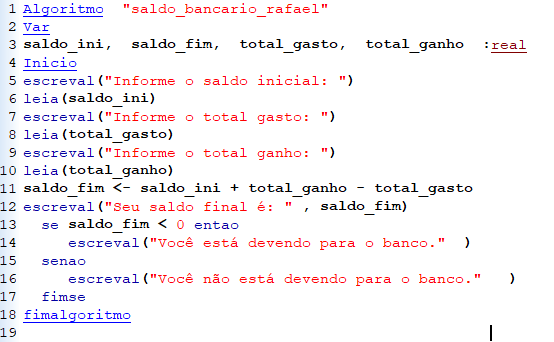 1 Algoritmo "saldo_bancario_rafael"
2 Var
3 saldo_ini, saldo_fim, total_gasto, total_ganho :real
4 Inicio
5 escreval("Informe o saldo inicial: ")
6 leia(saldo_ini)
7 escreval("Informe o total gasto: ")
8 leia(total_gasto)
9 escreval("Informe o total ganho: ")
10 leia(total_ganho)
11 saldo_fim <- saldo_ini + total_ganho - total_gasto
12 escreval("Seu saldo final é: " , saldo_fim)
13 se saldo_fim < 0 entao
14 escreval("Você está devendo para o banco." )
15 senao
16 escreval("Você não está devendo para o banco." )
17 fimse
18 fimalgoritmo
19